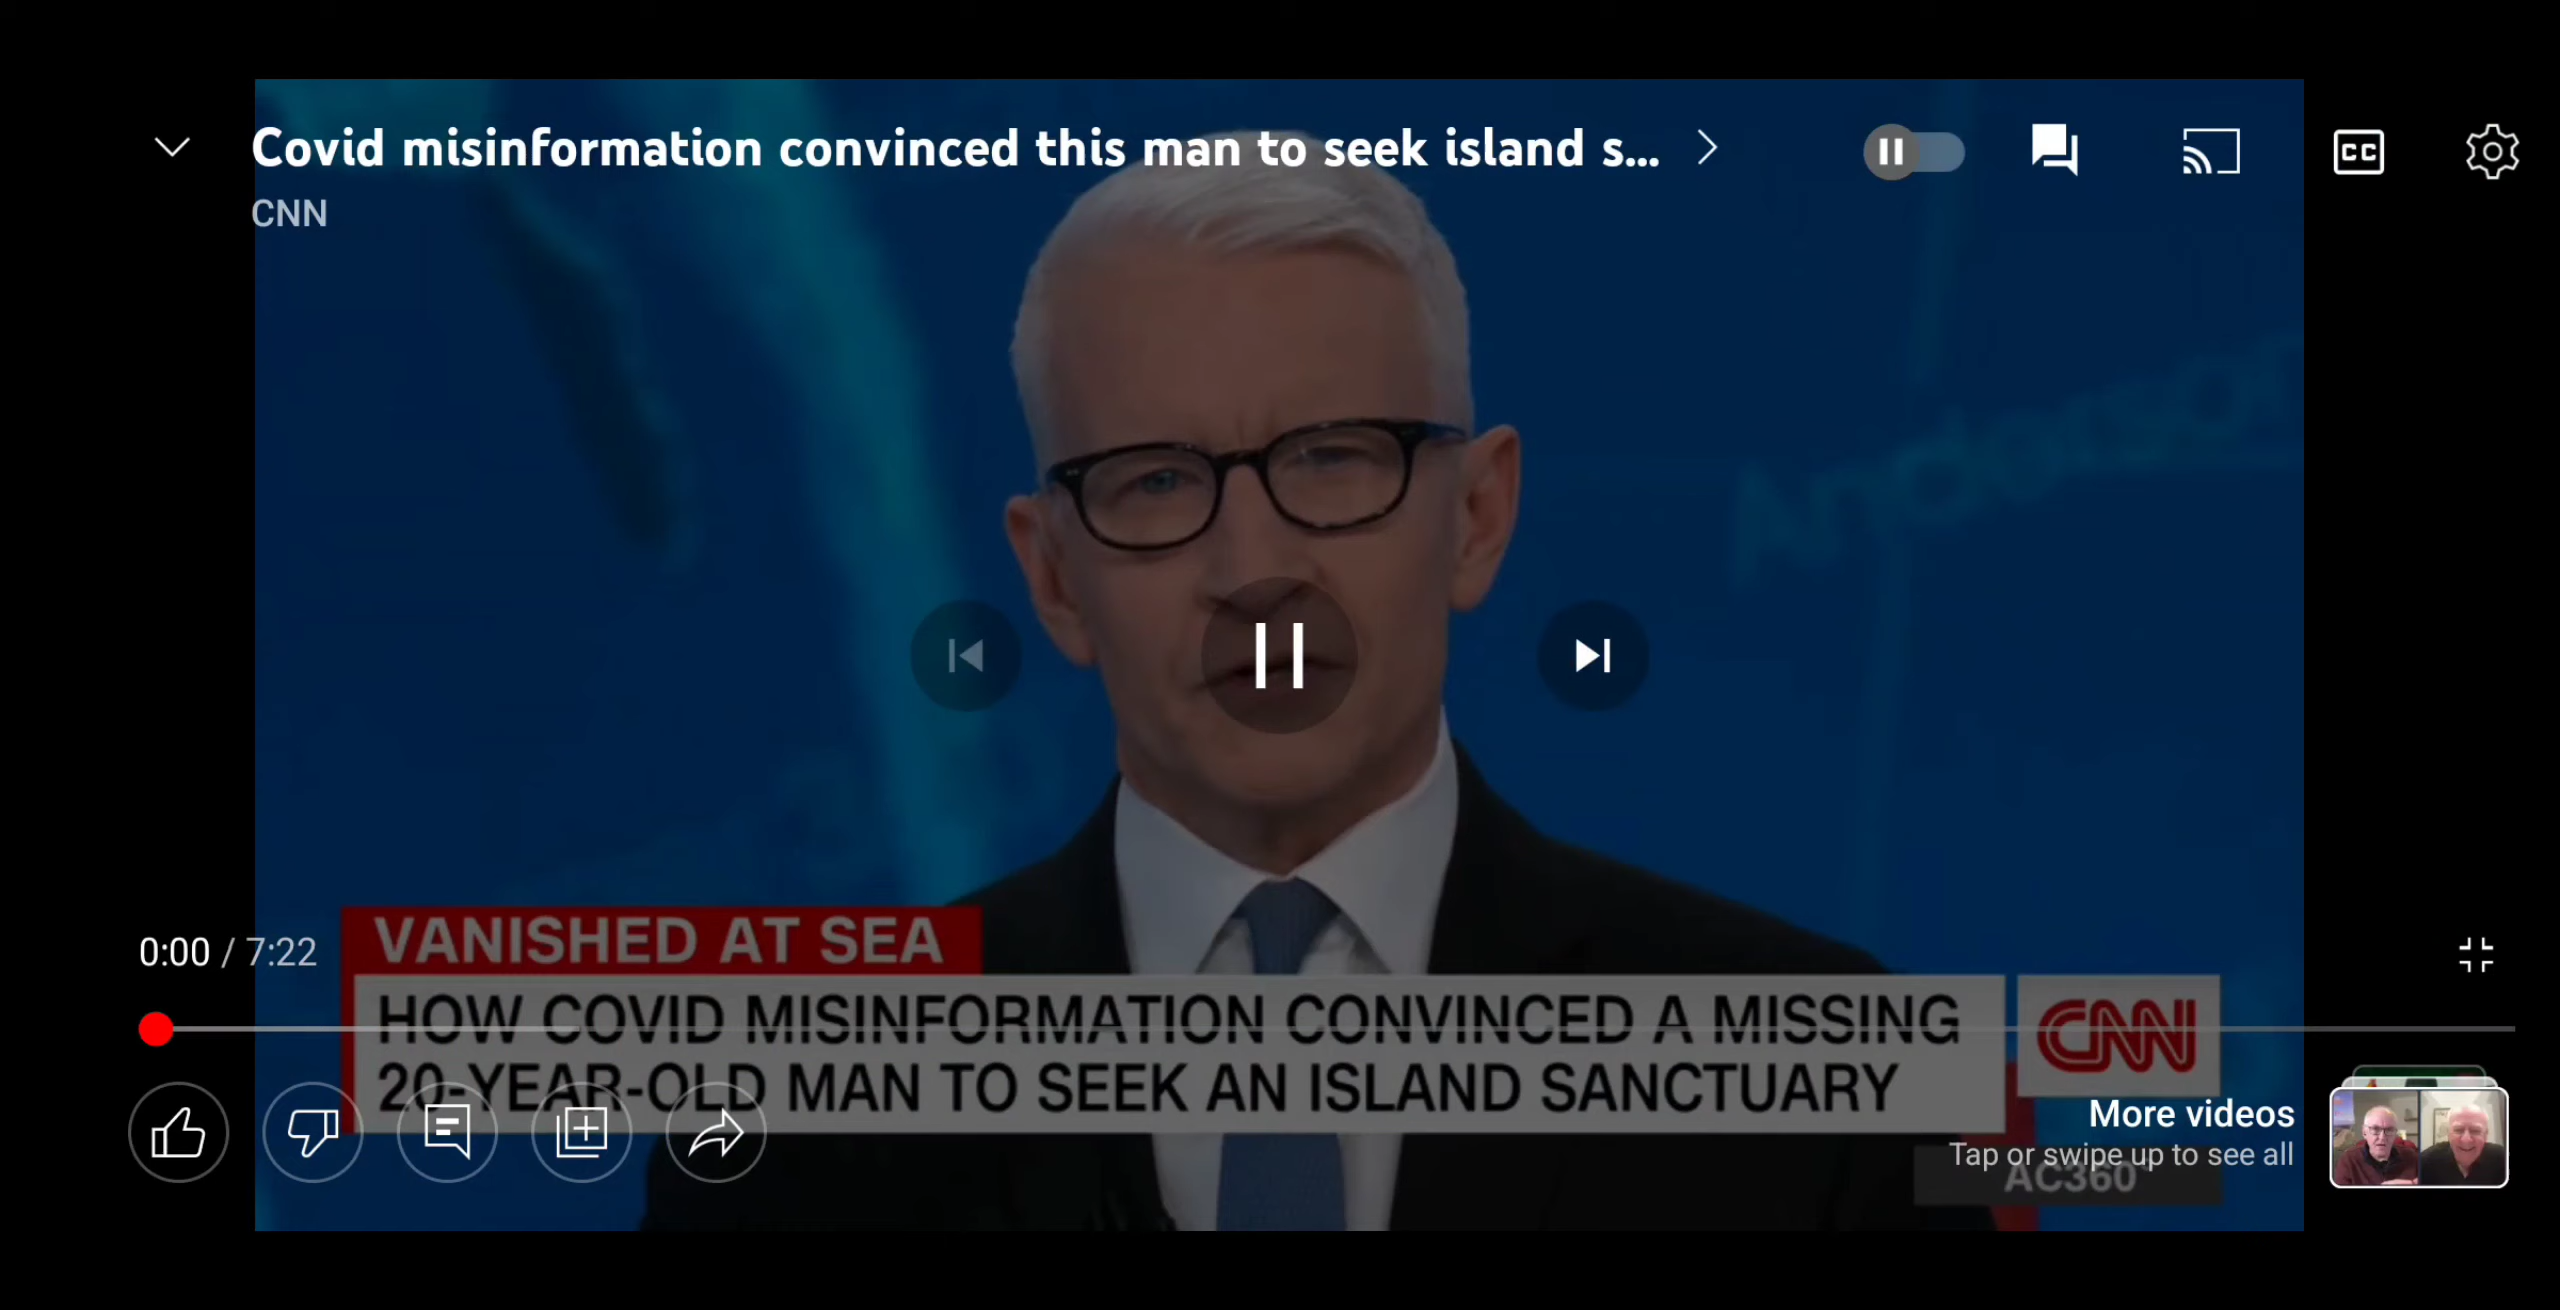 Covid misinformation convinced this man to seek island s...
CC
CNN
Anderson
VANISHED AT SEA
0:00 / 7:22
HOW COVID MISINFORMATION CONVINCED A MISSING
20-YEAR-OLD MAN TO SEEK AN ISLAND SANCTUARY
CNN
More videos
Tap or swipe up to see all
AC360°